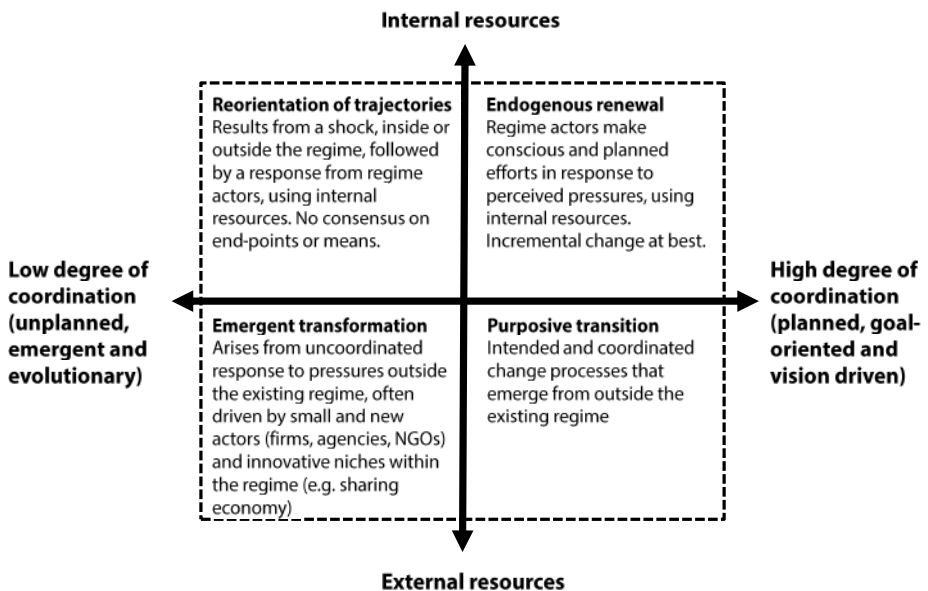 Internal resources
Reorientation of trajectories
Results from a shock, inside or
outside the regime, followed
by a response from regime
actors, using internal
resources. No consensus on
end-points or means.
Endogenous renewal
Regime actors make
conscious and planned
efforts in response to
perceived pressures, using
internal resources.
Incremental change at best.
Low degree of
coordination
(unplanned,
emergent and
evolutionary)
High degree of
coordination
(planned, goal-
oriented and
vision driven)
Emergent transformation
Arises from uncoordinated
response to pressures outside
the existing regime, often
driven by small and new
actors (firms, agencies, NGOs)
and innovative niches within
the regime (e.g. sharing
economy)
Purposive transition
Intended and coordinated
change processes that
emerge from outside the
existing regime
External resources